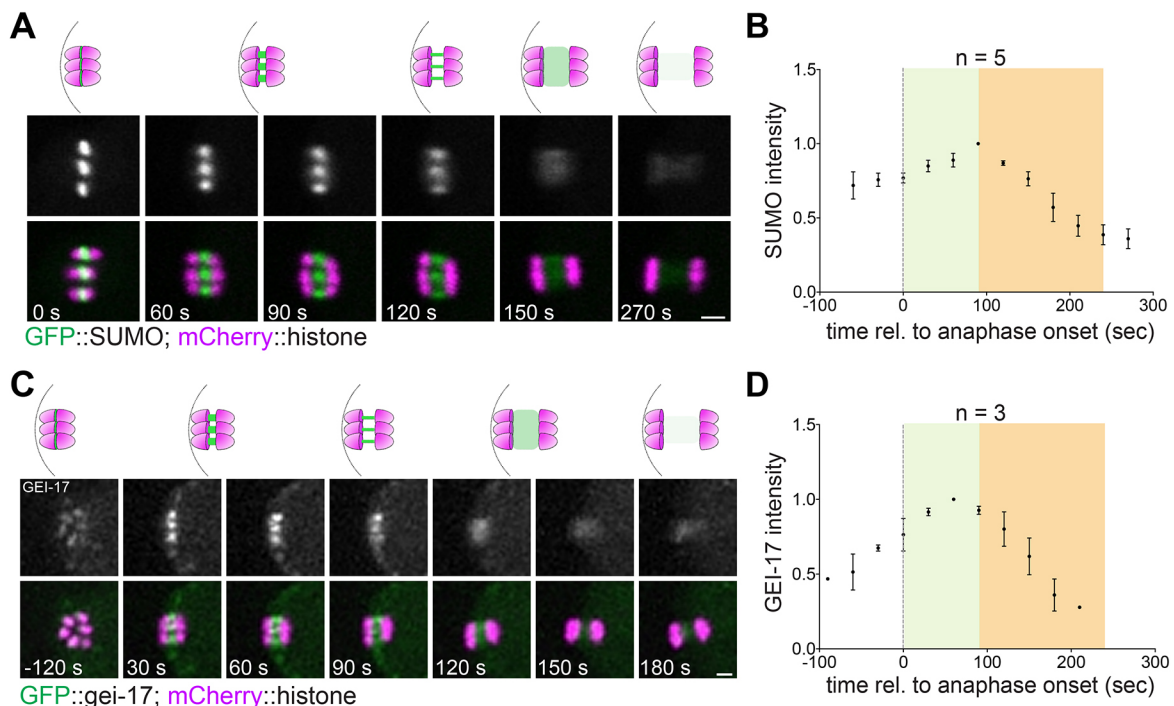 A
0 s
60 s
90 s
120 s
150 s
270 s
GFP::SUMO; mCherry::histone
B
n = 5
SUMO intensity
1.5
1.0
0.5
0.0
-100
0
100
200
300
time rel. to anaphase onset (sec)
C
GEI-17
-120 s
30 s
60 s
90 s
120 s
150 s
180 s
GFP::gei-17; mCherry::histone
D
n = 3
GEI-17 intensity
1.5
1.0
0.5
0
-100
0
100
200
300
time rel. to anaphase onset (sec)